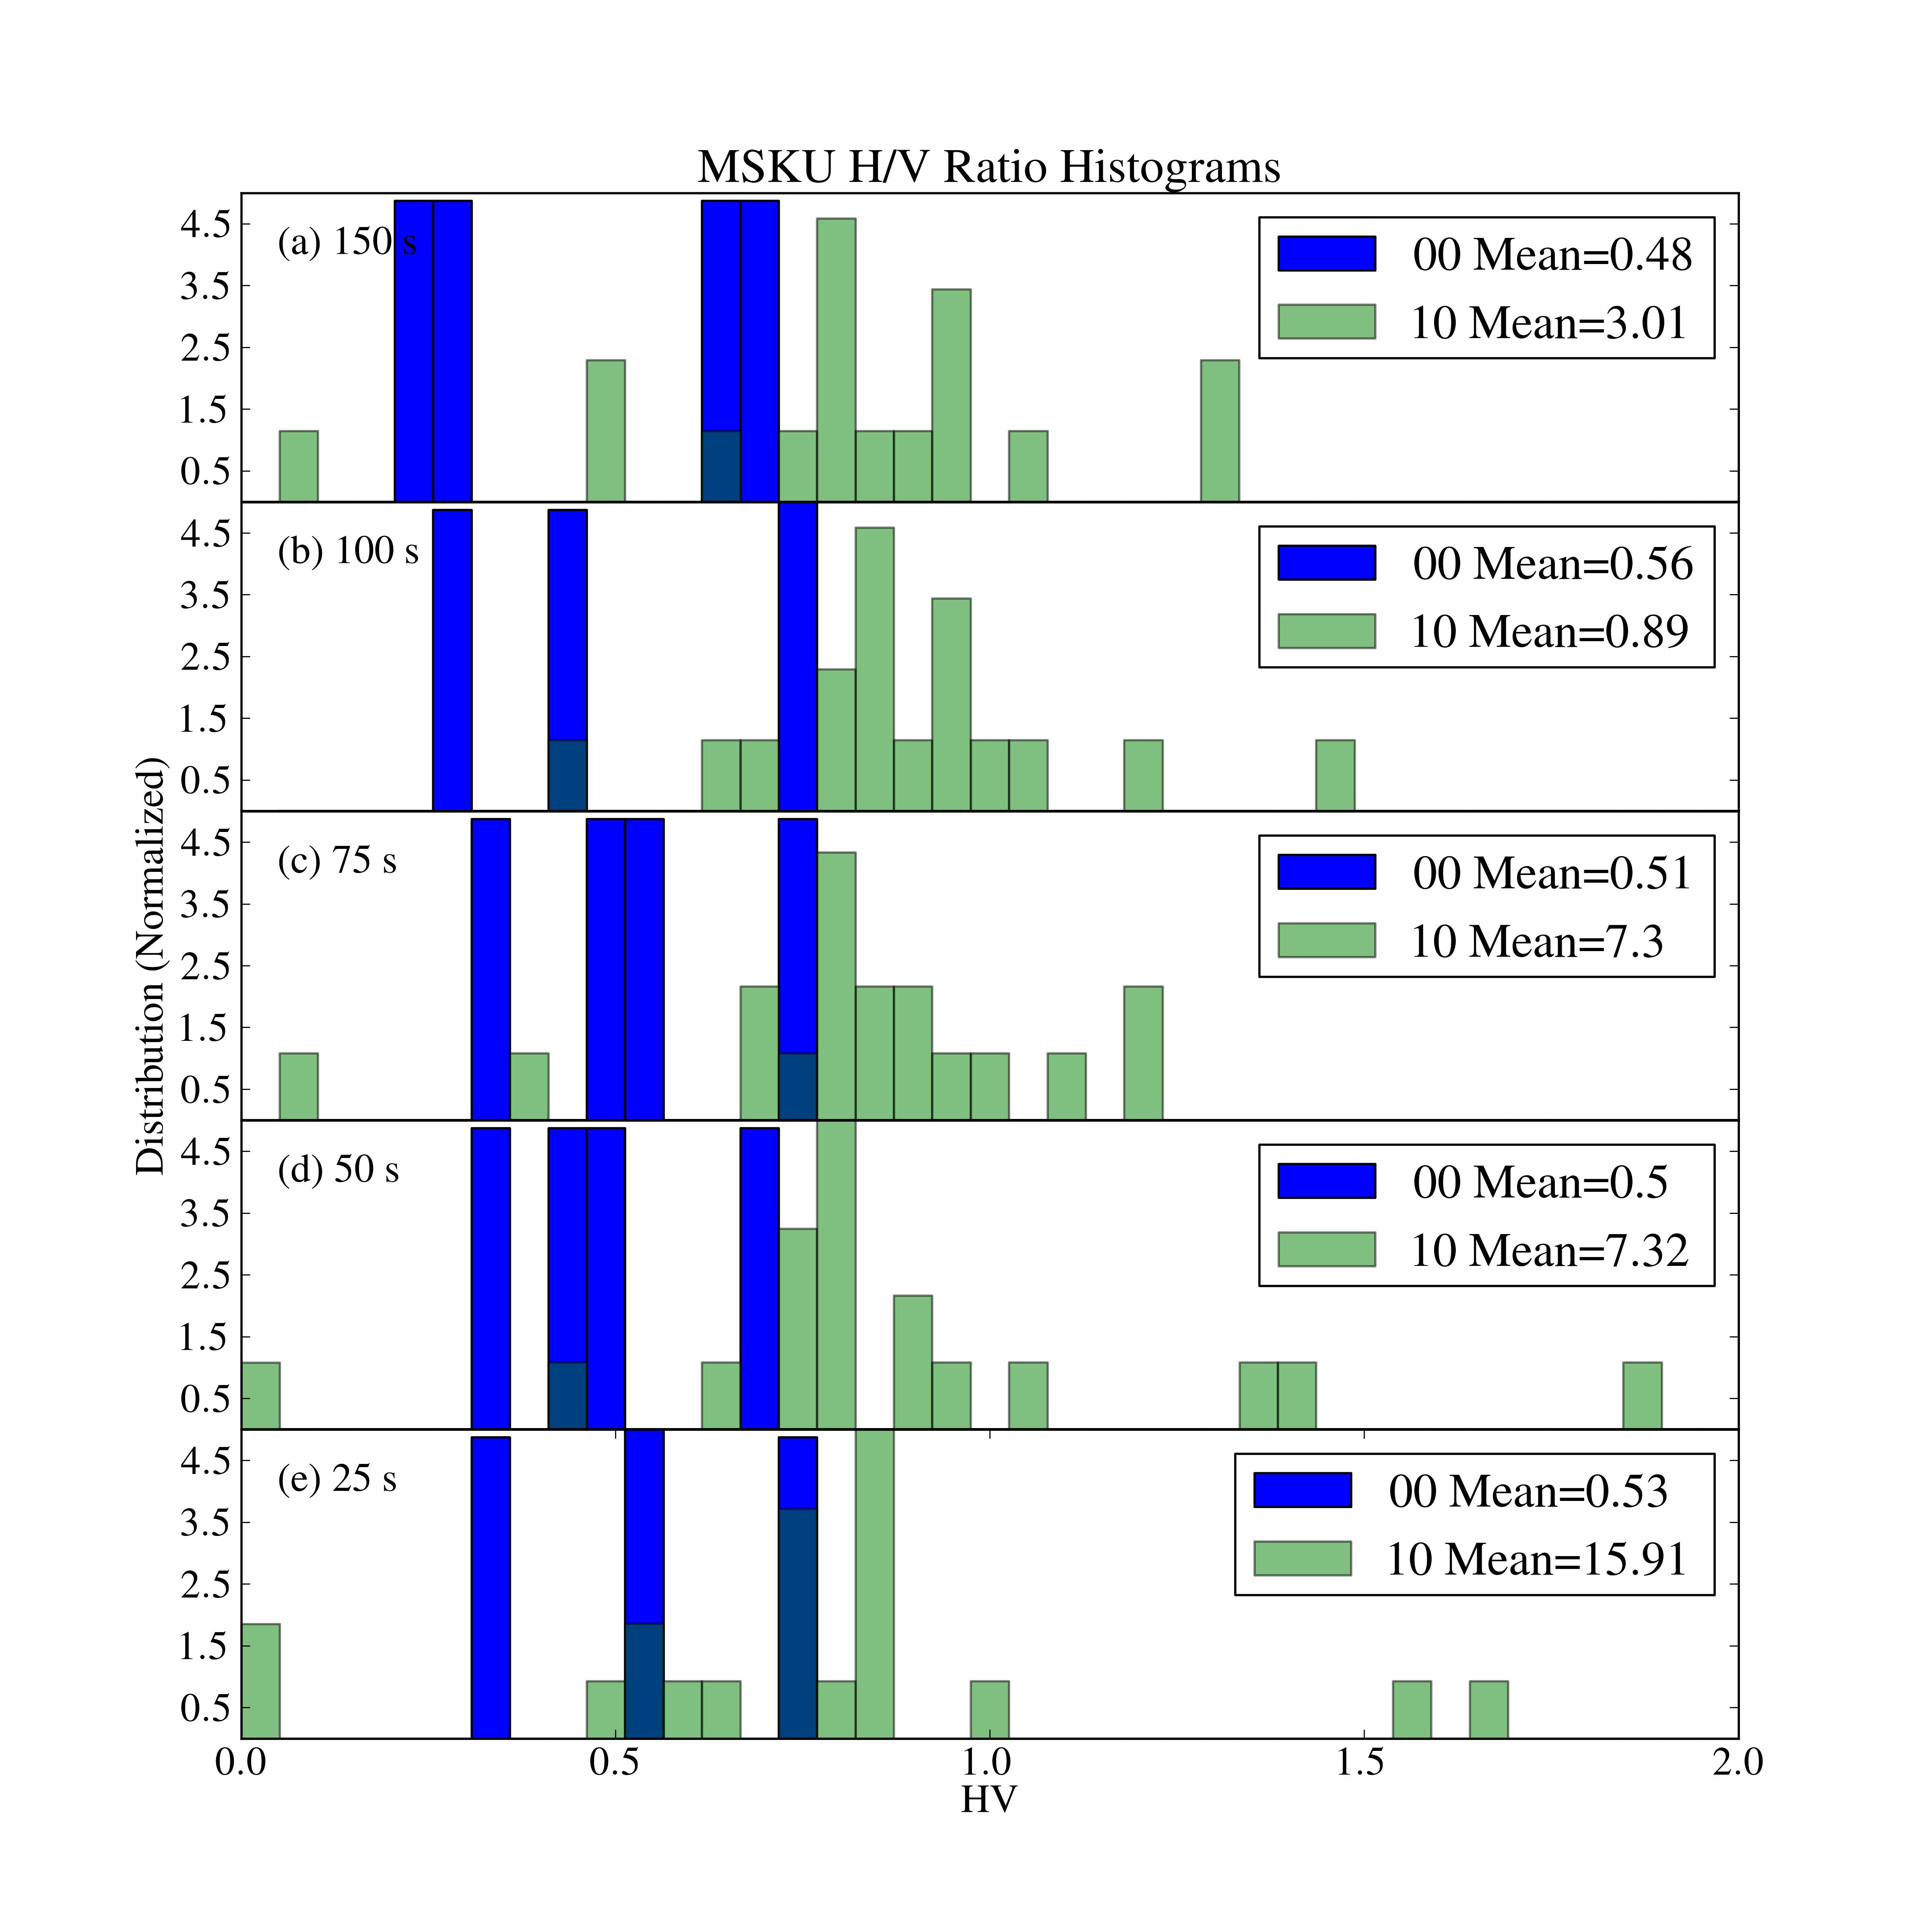 MSKU H/V Ratio Histograms
Distribution (Normalized)
4.5
3.5
2.5
1.5
0.5
(a) 150 s
00 Mean=0.48
10 Mean=3.01
4.5
3.5
2.5
1.5
0.5
(b) 100 s
00 Mean=0.56
10 Mean=0.89
4.5
3.5
2.5
1.5
0.5
(c) 75 s
00 Mean=0.51
10 Mean=7.3
4.5
3.5
2.5
1.5
0.5
(d) 50 s
00 Mean=0.5
10 Mean=7.32
4.5
3.5
2.5
1.5
0.5
(e) 25 s
00 Mean=0.53
10 Mean=15.91
0.0 0.5 1.0 1.5 2.0
HV